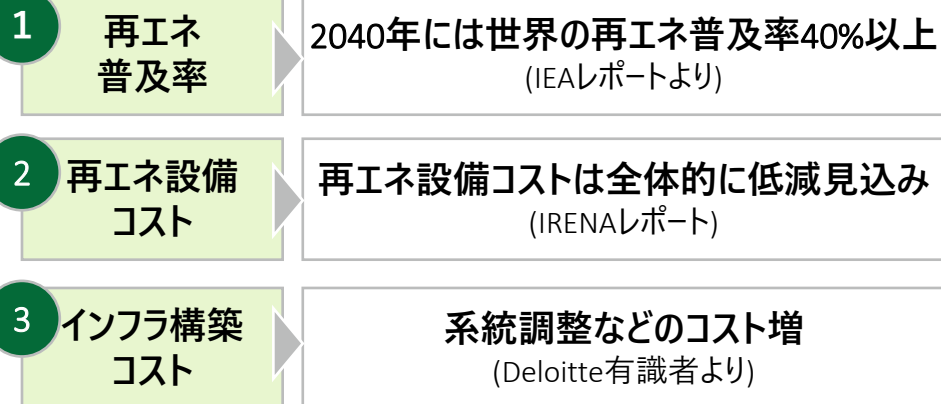 1
再エネ
普及率
2040年には世界の再エネ普及率40%以上
(IEAレポートより)
2
再エネ設備
コスト
再エネ設備コストは全体的に低減見込み
(IRENAレポート)
3
インフラ構築
コスト
系統調整などのコスト増
(Deloitte有識者より)